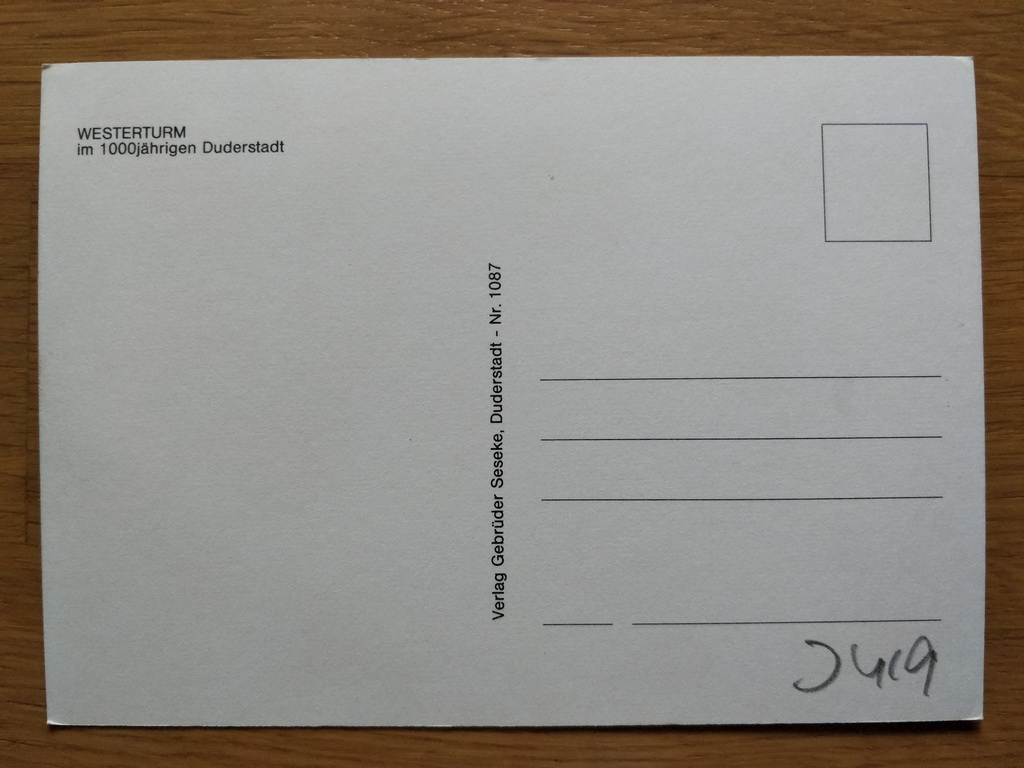 WESTERTURM
im 1000jährigen Duderstadt
Verlag Gebrüder Seseke, Duderstadt - Nr. 1087